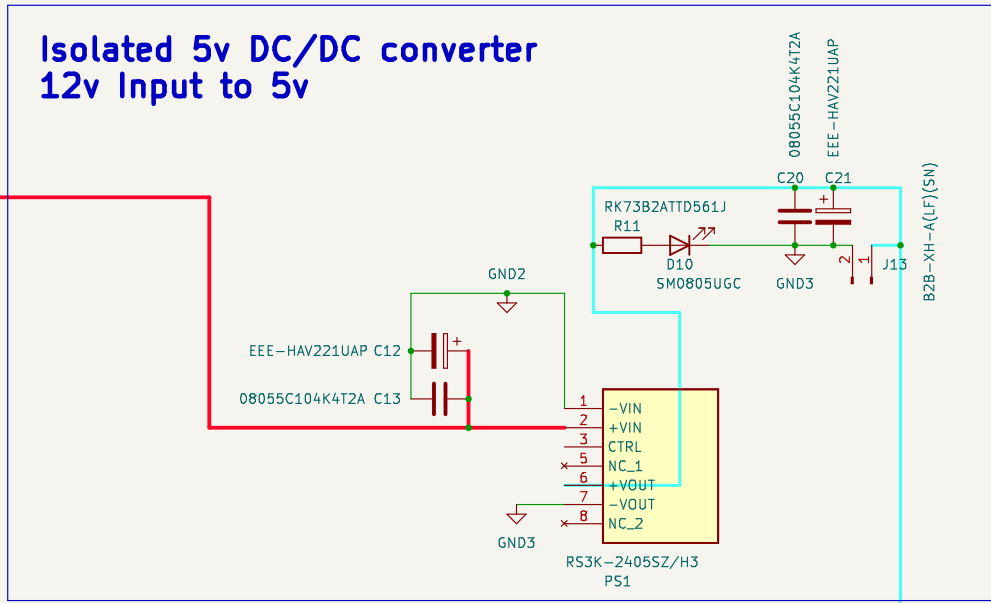 Isolated 5v DC/DC converter
12v Input to 5v
08055C104K4T2A
EEE-HAV221UAP
C20
C21
+
RK73B2ATTD561J
R11
D10
SM0805UGC
GND3
2
1
J13
B2B-XH-A(LF)(SN)
GND2
EEE-HAV221UAP C12
+
08055C104K4T2A C13
1 -VIN
2 +VIN
3 CTRL
5 NC_1
6 +VOUT
7 -VOUT
8 NC_2
GND3
RS3K-2405SZ/H3
PS1